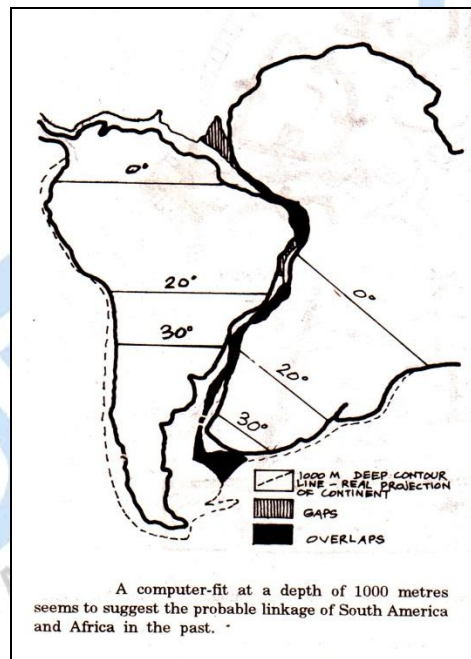 0°
20°
0°
30°
20°
30°
1000 M DEEP CONTOUR
LINE - REAL PROJECTION
OF CONTINENT
GAPS
OVERLAPS
A computer-fit at a depth of 1000 metres
seems to suggest the probable linkage of South America
and Africa in the past.